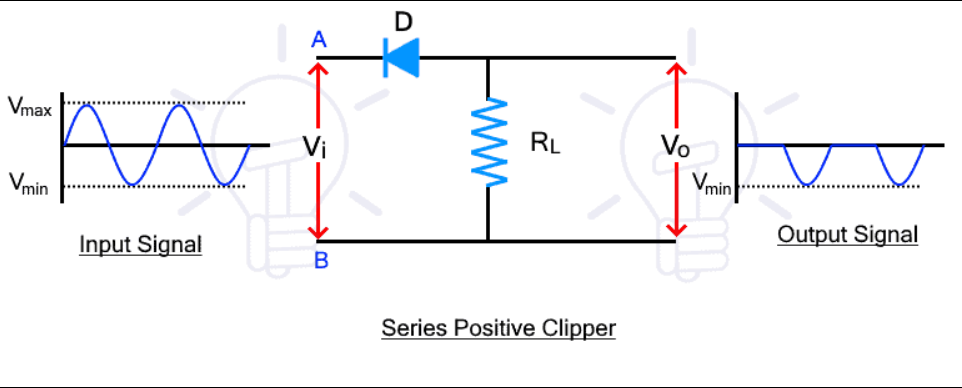 D
A
Vmax
Vi
RL
Vo
Vmin
Vmin
Input Signal
Output Signal
B
Series Positive Clipper